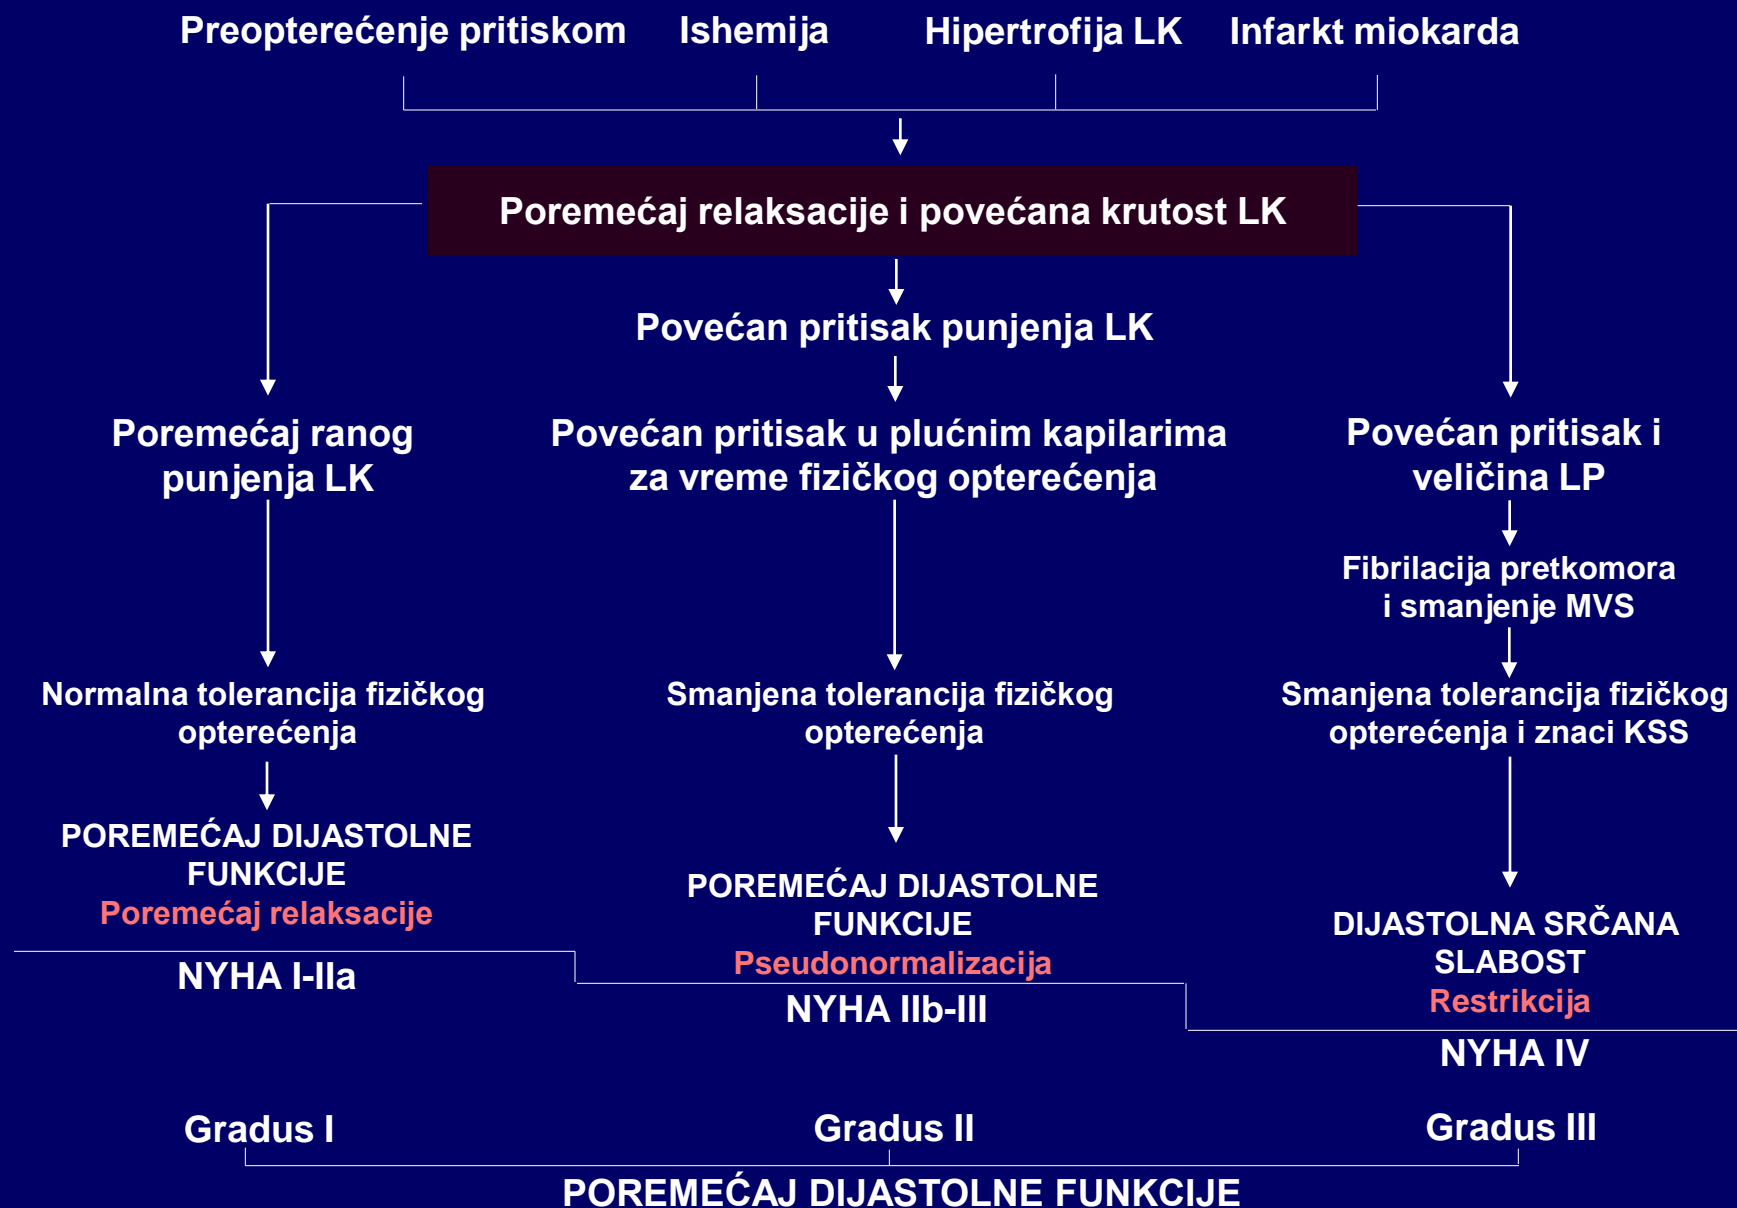 Preopterećenje pritiskom
Ishemija
Hipertrofija LK
Infarkt miokarda
Poremećaj relaksacije i povećana krutost LK
Povećan pritisak punjenja LK
Poremećaj ranog
punjenja LK
Povećan pritisak u plućnim kapilarima
za vreme fizičkog opterećenja
Povećan pritisak i
veličina LP
Fibrilacija pretkomora
i smanjenje MVS
Normalna tolerancija fizičkog
opterećenja
Smanjena tolerancija fizičkog
opterećenja
Smanjena tolerancija fizičkog
opterećenja i znaci KSS
POREMEĆAJ DIJASTOLNE
FUNKCIJE
Poremećaj relaksacije
NYHA I-IIa
POREMEĆAJ DIJASTOLNE
FUNKCIJE
Pseudonormalizacija
NYHA IIb-III
DIJASTOLNA SRČANA
SLABOST
Restrikcija
NYHA IV
Gradus I
Gradus II
Gradus III
POREMEĆAJ DIJASTOLNE FUNKCIJE